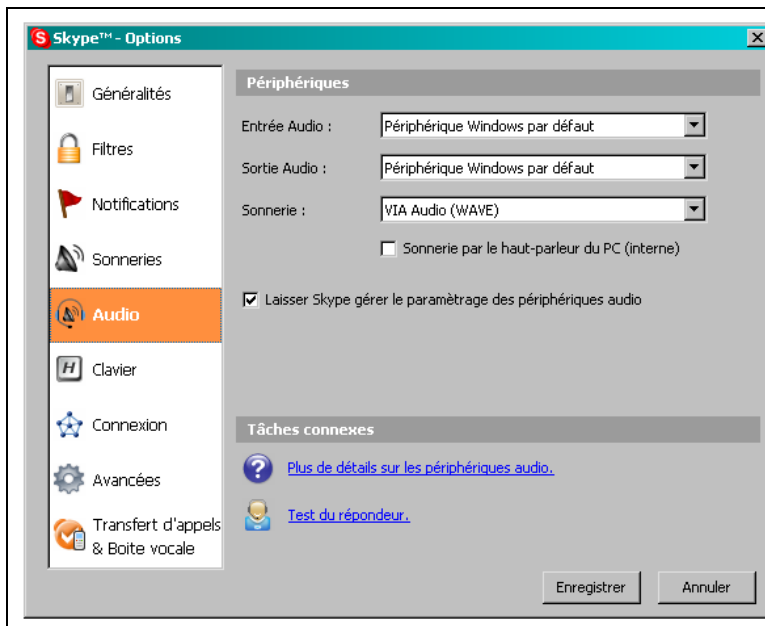 Skype™ - Options
Généralités
Filtres
Notifications
Sonneries
Audio
Clavier
Connexion
Avancées
Transfert d'appels
& Boite vocale
Périphériques
Entrée Audio : Périphérique Windows par défaut
Sortie Audio : Périphérique Windows par défaut
Sonnerie : VIA Audio (WAVE)
Sonnerie par le haut-parleur du PC (interne)
Laisser Skype gérer le paramètrage des périphériques audio
Tâches connexes
Plus de détails sur les périphériques audio.
Test du répondeur.
Enregistrer Annuler